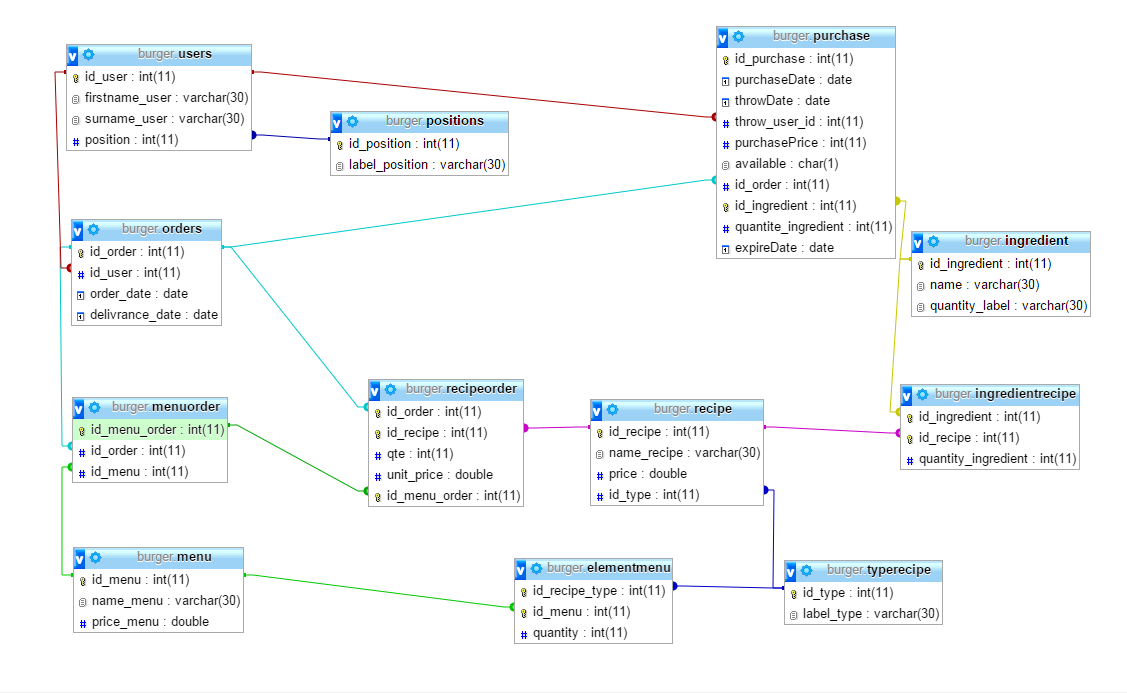 burger.users
id_user : int(11)
firstname_user : varchar(30)
surname_user : varchar(30)
position : int(11)
burger.positions
id_position : int(11)
label_position : varchar(30)
burger.purchase
id_purchase : int(11)
purchaseDate : date
throwDate : date
throw_user_id : int(11)
purchasePrice : int(11)
available : char(1)
id_order : int(11)
id_ingredient : int(11)
quantite_ingredient : int(11)
expireDate : date
burger.orders
id_order : int(11)
id_user : int(11)
order_date : date
delivrance_date : date
burger.ingredient
id_ingredient : int(11)
name : varchar(30)
quantity_label : varchar(30)
burger.menuorder
id_menu_order : int(11)
id_order : int(11)
id_menu : int(11)
burger.recipeorder
id_order : int(11)
id_recipe : int(11)
qte : int(11)
unit_price : double
id_menu_order : int(11)
burger.recipe
id_recipe : int(11)
name_recipe : varchar(30)
price : double
id_type : int(11)
burger.ingredientrecipe
id_ingredient : int(11)
id_recipe : int(11)
quantity_ingredient : int(11)
burger.menu
id_menu : int(11)
name_menu : varchar(30)
price_menu : double
burger.elementmenu
id_recipe_type : int(11)
id_menu : int(11)
quantity : int(11)
burger.typerecipe
id_type : int(11)
label_type : varchar(30)